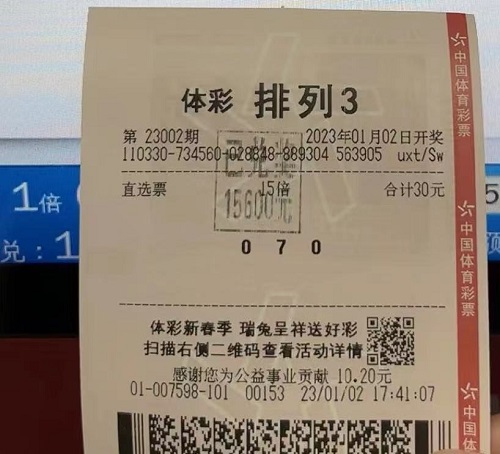 体彩 排列3
第 23002期 2023年01月02日开奖
110330-734560-028848-889304 563905 uxt/Sw
直选票 15倍 合计30元
已兑奖
15600元
0 7 0
体彩新春季 瑞兔呈祥送好彩
扫描右侧二维码查看活动详情
感谢您为公益事业贡献 10.20元
01-007598-101 00153 23/01/02 17:41:07
中国体育彩票
中国体育彩票
中国体育
1倍
兑:1
5